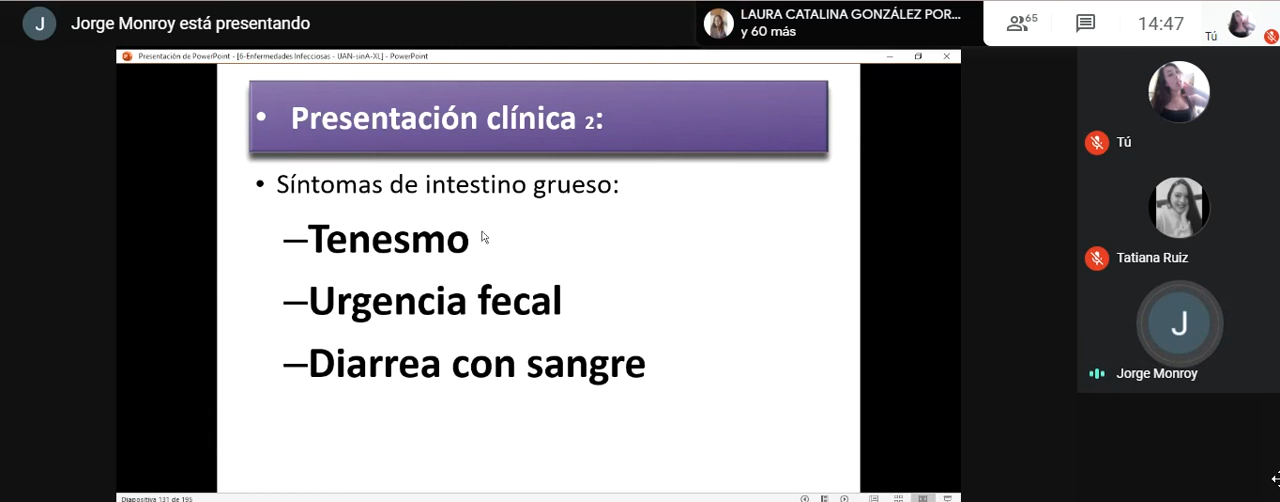 J
Jorge Monroy está presentando
LAURA CATALINA GONZÁLEZ POR...
y 60 más
65
14:47
Tú
Presentación de PowerPoint - [6-Enfermedades Infecciosas - UAN-sinA-XL] - PowerPoint
• Presentación clínica 2:
• Síntomas de intestino grueso:
–Tenesmo
–Urgencia fecal
–Diarrea con sangre
Diapositiva 131 de 195
Tú
Tatiana Ruiz
J
Jorge Monroy